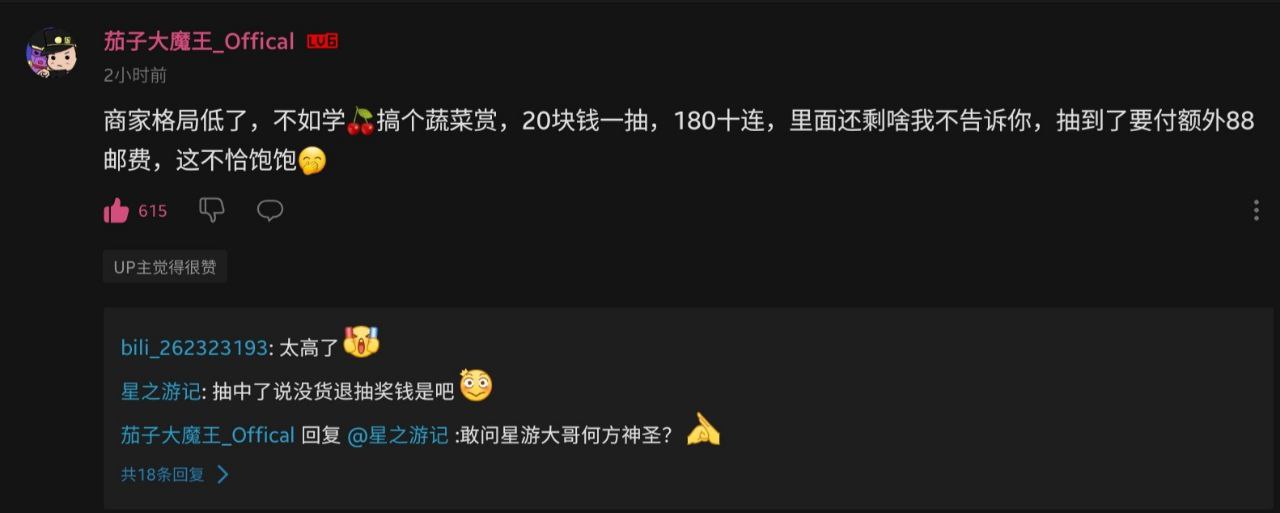 茄子大魔王_Offical LV6
2小时前
商家格局低了，不如学🍒搞个蔬菜赏，20块钱一抽，180十连，里面还剩啥我不告诉你，抽到了要付额外88
邮费，这不恰饱饱🤭
615
UP主觉得很赞
bili_262323193: 太高了
星之游记: 抽中了说没货退抽奖钱是吧
茄子大魔王_Offical 回复 @星之游记 :敢问星游大哥何方神圣？
共18条回复